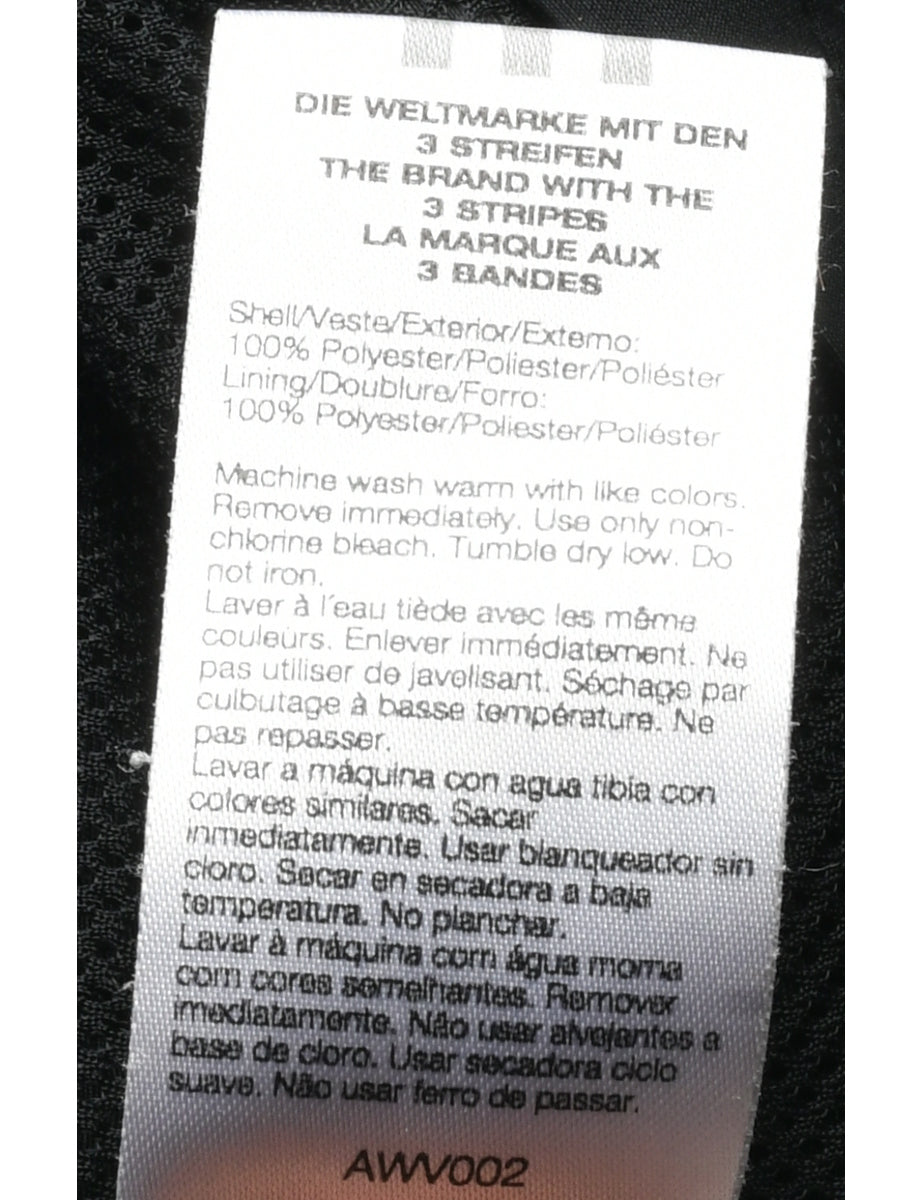 DIE WELTMARKE MIT DEN
3 STREIFEN
THE BRAND WITH THE
3 STRIPES
LA MARQUE AUX
3 BANDES
Shell/Veste/Exterior/Externo:
100% Polyester/Poliester/Poliéster
Lining/Doublure/Forro:
100% Polyester/Poliester/Poliéster
Machine wash warm with like colors.
Remove immediately. Use only non-
chlorine bleach. Tumble dry low. Do
not iron.
Laver à l'eau tiède avec les même
couleurs. Enlever immédiatement. Ne
pas utiliser de javelisant. Séchage par
culbutage à basse température. Ne
pas repasser.
Lavar a máquina con agua tibia con
colores similares. Sacar
inmediatamente. Usar blanqueador sin
cloro. Secar en secadora a baja
temperatura. No planchar.
Lavar à máquina com água morna
com cores semelhantes. Remover
imediatamente. Não usar alvejantes a
base de cloro. Usar secadora ciclo
suave. Não usar ferro de passar.
AWV002